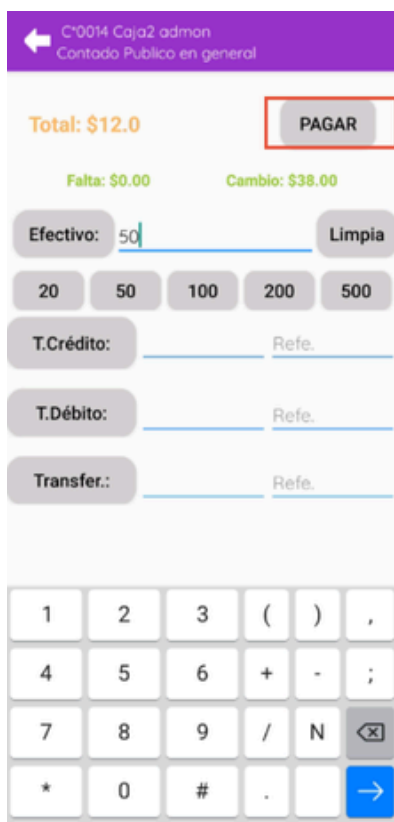 C*0014 Caja2 admon
Contado Publico en general
Total: $12.0 PAGAR
Falta: $0.00 Cambio: $38.00
Efectivo: 50 Limpia
20 50 100 200 500
T.Crédito: Refe.
T.Débito: Refe.
Transfer.: Refe.
1 2 3 ( ) ,
4 5 6 + - ;
7 8 9 / N
* 0 # .